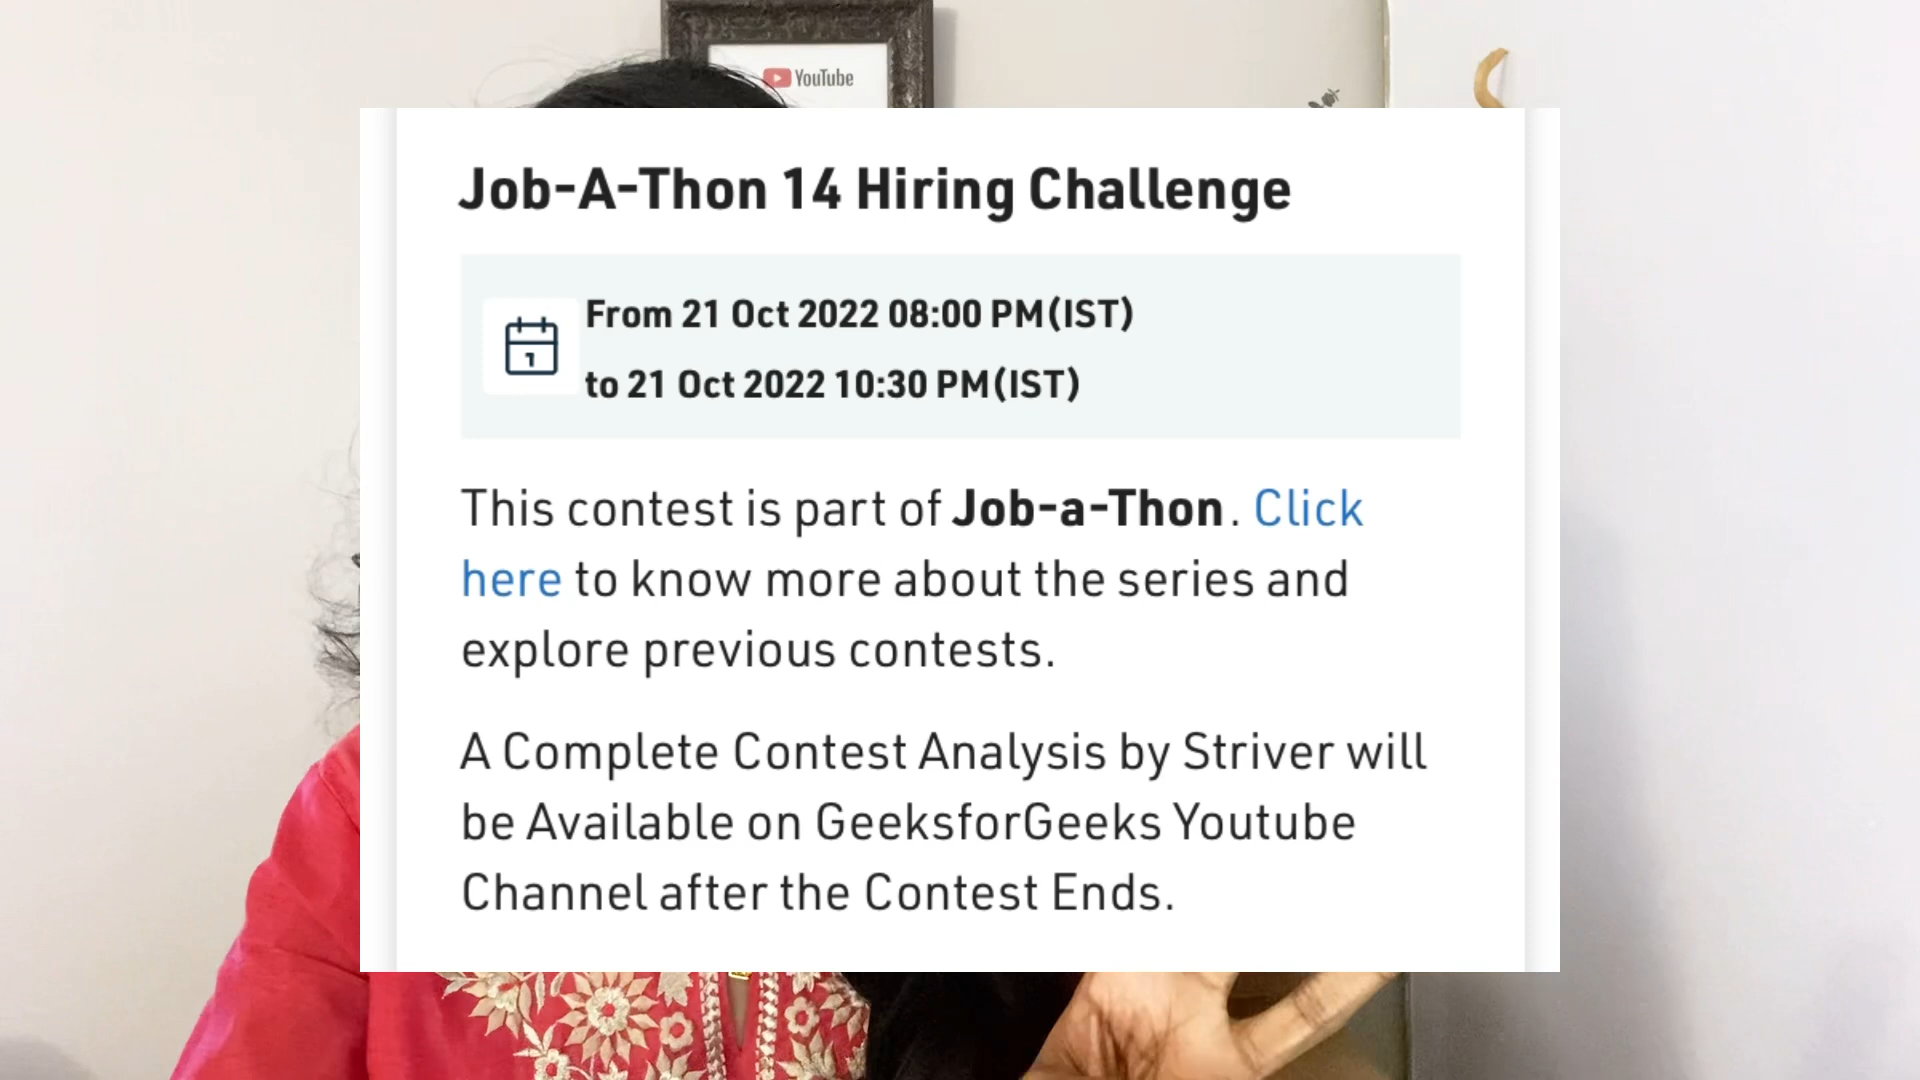 YouTube
Job-A-Thon 14 Hiring Challenge
1
From 21 Oct 2022 08:00 PM(IST)
to 21 Oct 2022 10:30 PM(IST)
This contest is part of Job-a-Thon. Click
here to know more about the series and
explore previous contests.
A Complete Contest Analysis by Striver will
be Available on GeeksforGeeks Youtube
Channel after the Contest Ends.